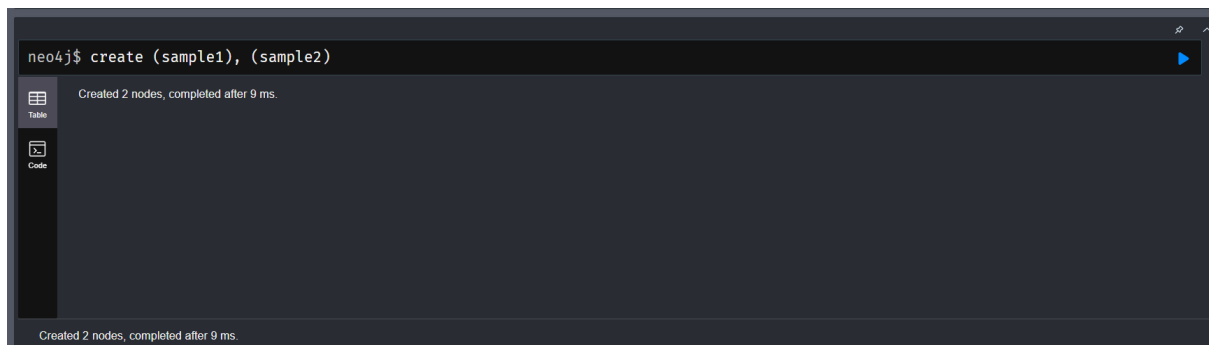 neo4j$ create (sample1), (sample2)
Created 2 nodes, completed after 9 ms.
Table
Code
Created 2 nodes, completed after 9 ms.